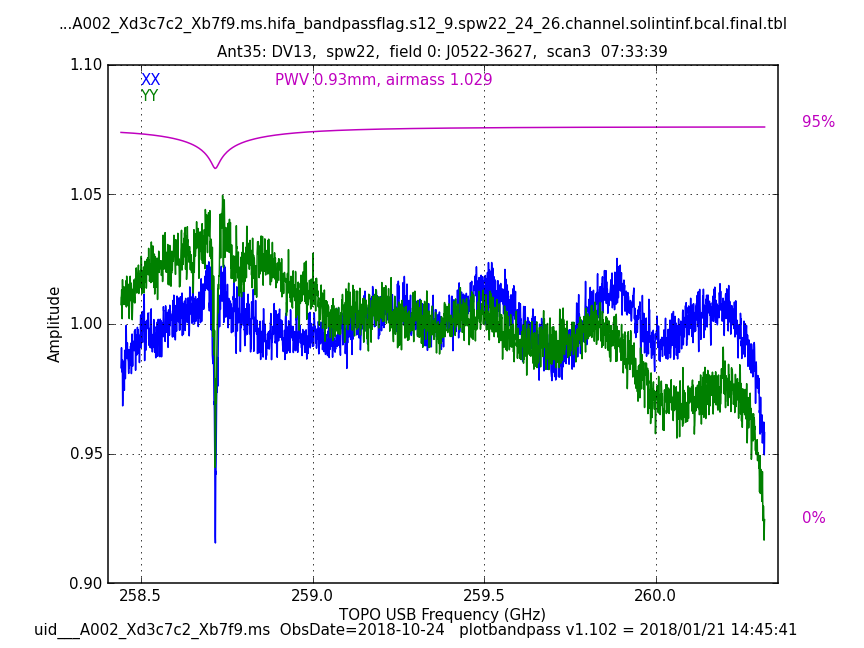 ...A002_Xd3c7c2_Xb7f9.ms.hifa_bandpassflag.s12_9.spw22_24_26.channel.solintinf.bcal.final.tbl
Ant35: DV13, spw22, field 0: J0522-3627, scan3 07:33:39
XX
YY
PWV 0.93mm, airmass 1.029
95%
0%
1.10
1.05
1.00
0.95
0.90
Amplitude
258.5 259.0 259.5 260.0
TOPO USB Frequency (GHz)
uid___A002_Xd3c7c2_Xb7f9.ms ObsDate=2018-10-24 plotbandpass v1.102 = 2018/01/21 14:45:41